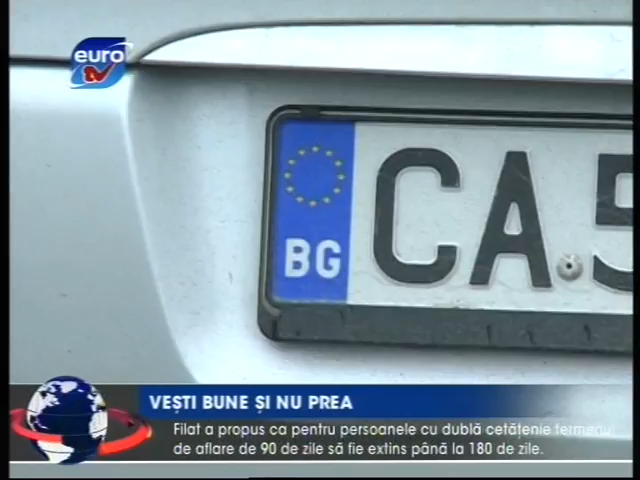 euro
tv
BG CA 5
VEȘTI BUNE ȘI NU PREA
Filat a propus ca pentru persoanele cu dublă cetățenie termenul
de aflare de 90 de zile să fie extins până la 180 de zile.